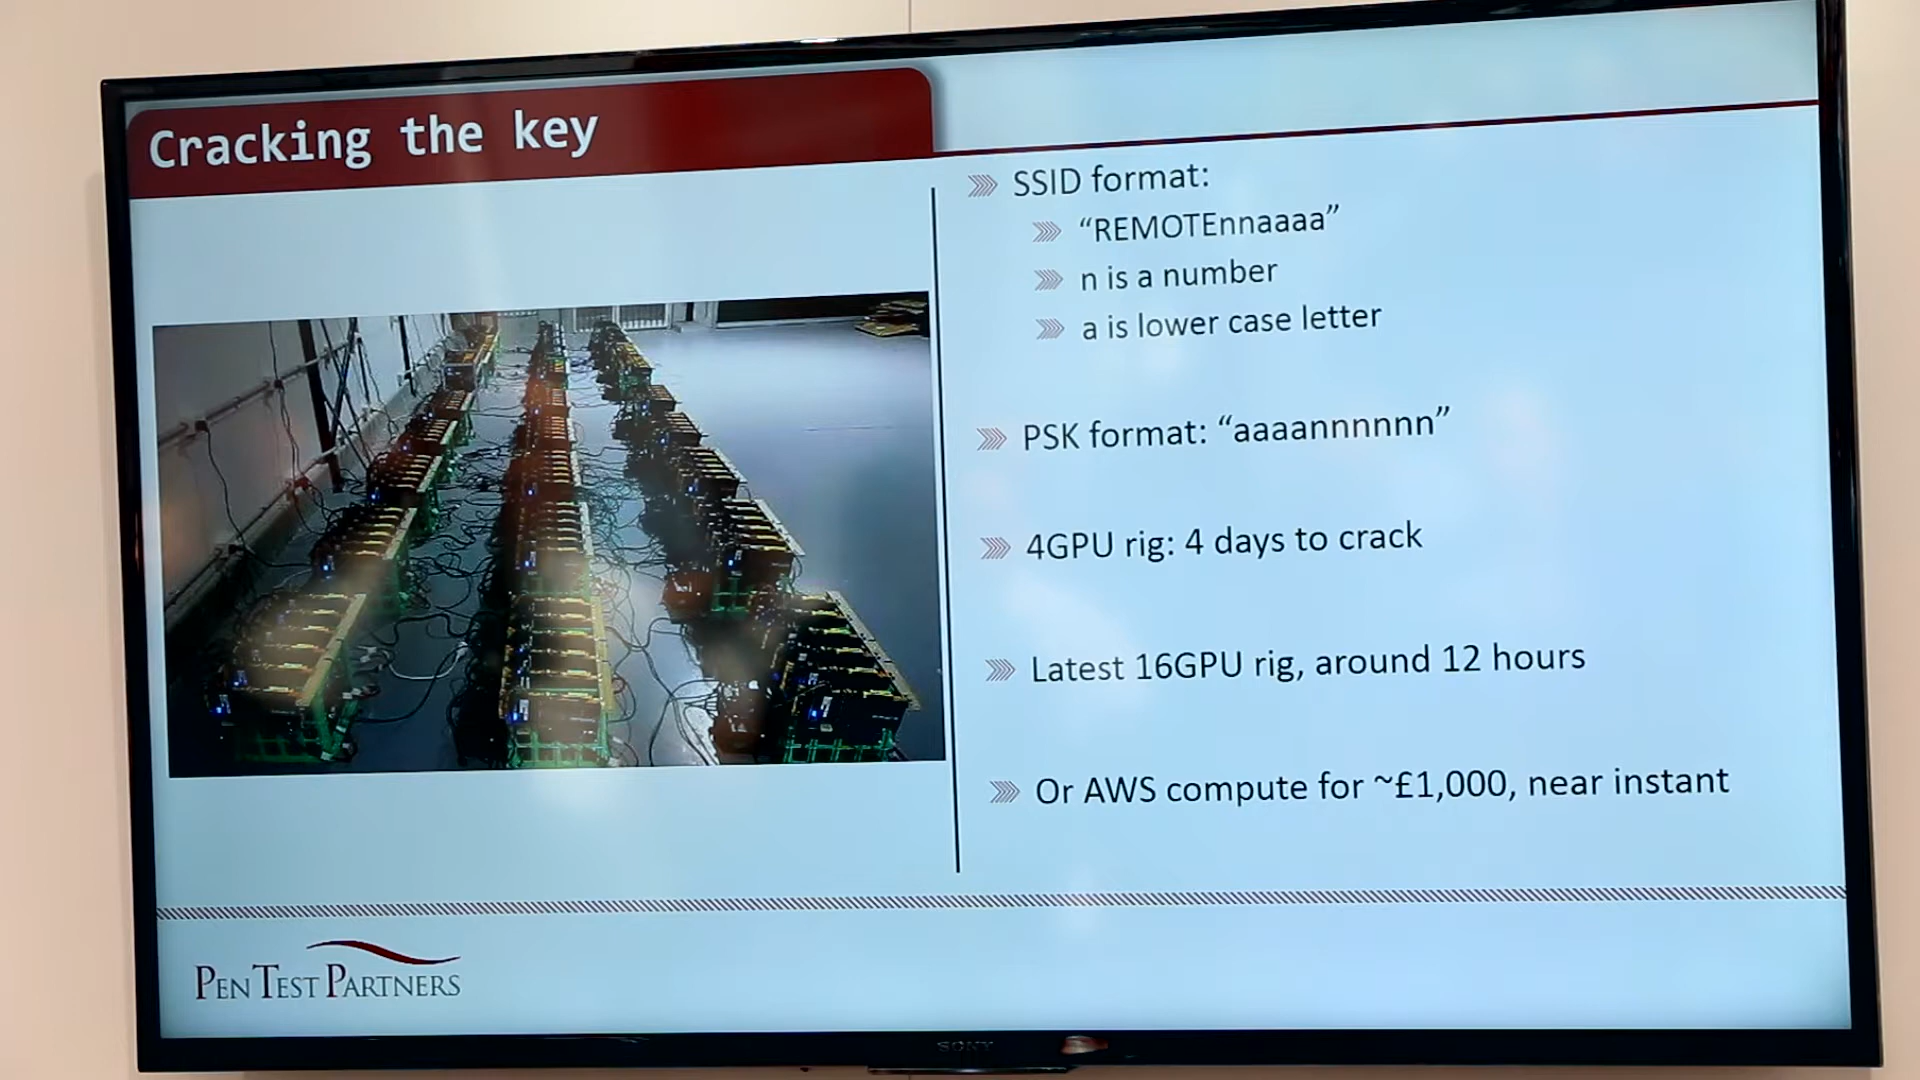 Cracking the key
SSID format:
“REMOTEnnaaaa”
n is a number
a is lower case letter
PSK format: “aaaannnnnn”
4GPU rig: 4 days to crack
Latest 16GPU rig, around 12 hours
Or AWS compute for ~£1,000, near instant
PEN TEST PARTNERS
SONY